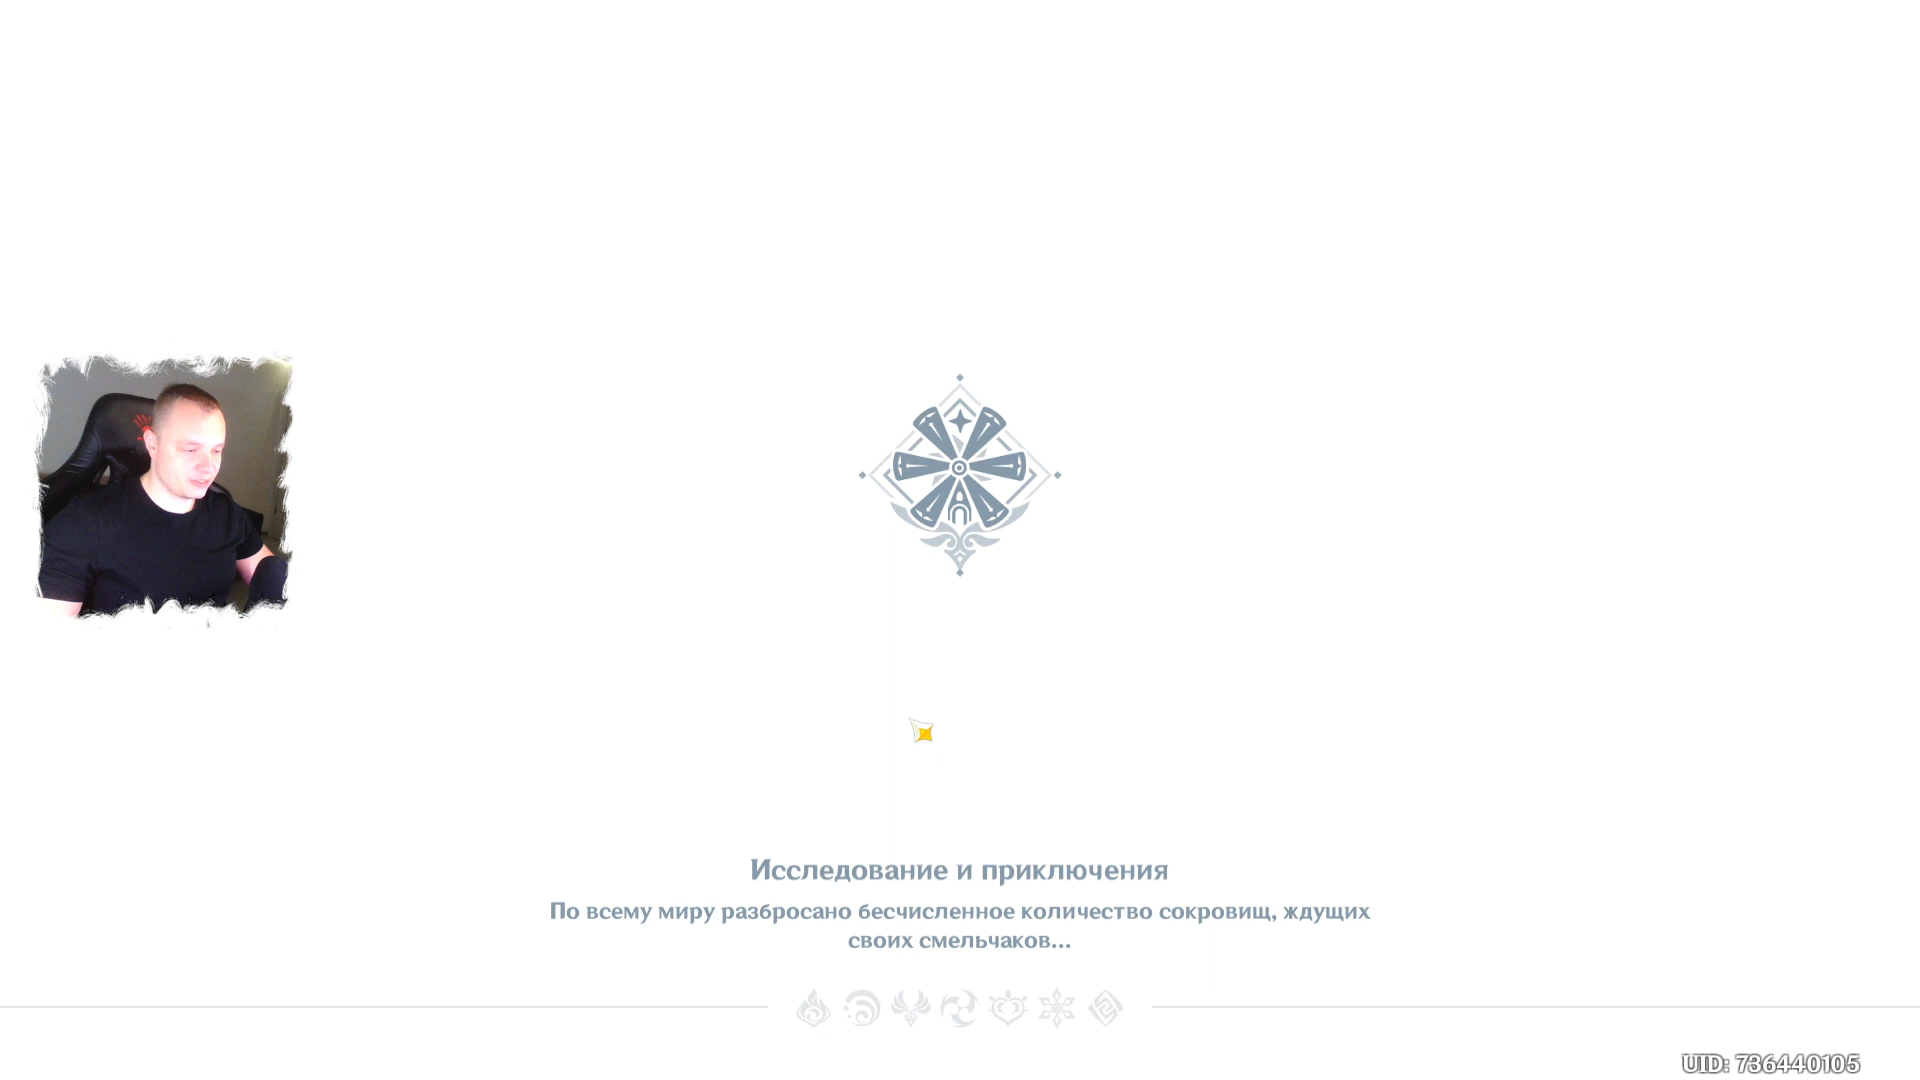 Исследование и приключения
По всему миру разбросано бесчисленное количество сокровищ, ждущих
своих смельчаков...
UID: 736440105